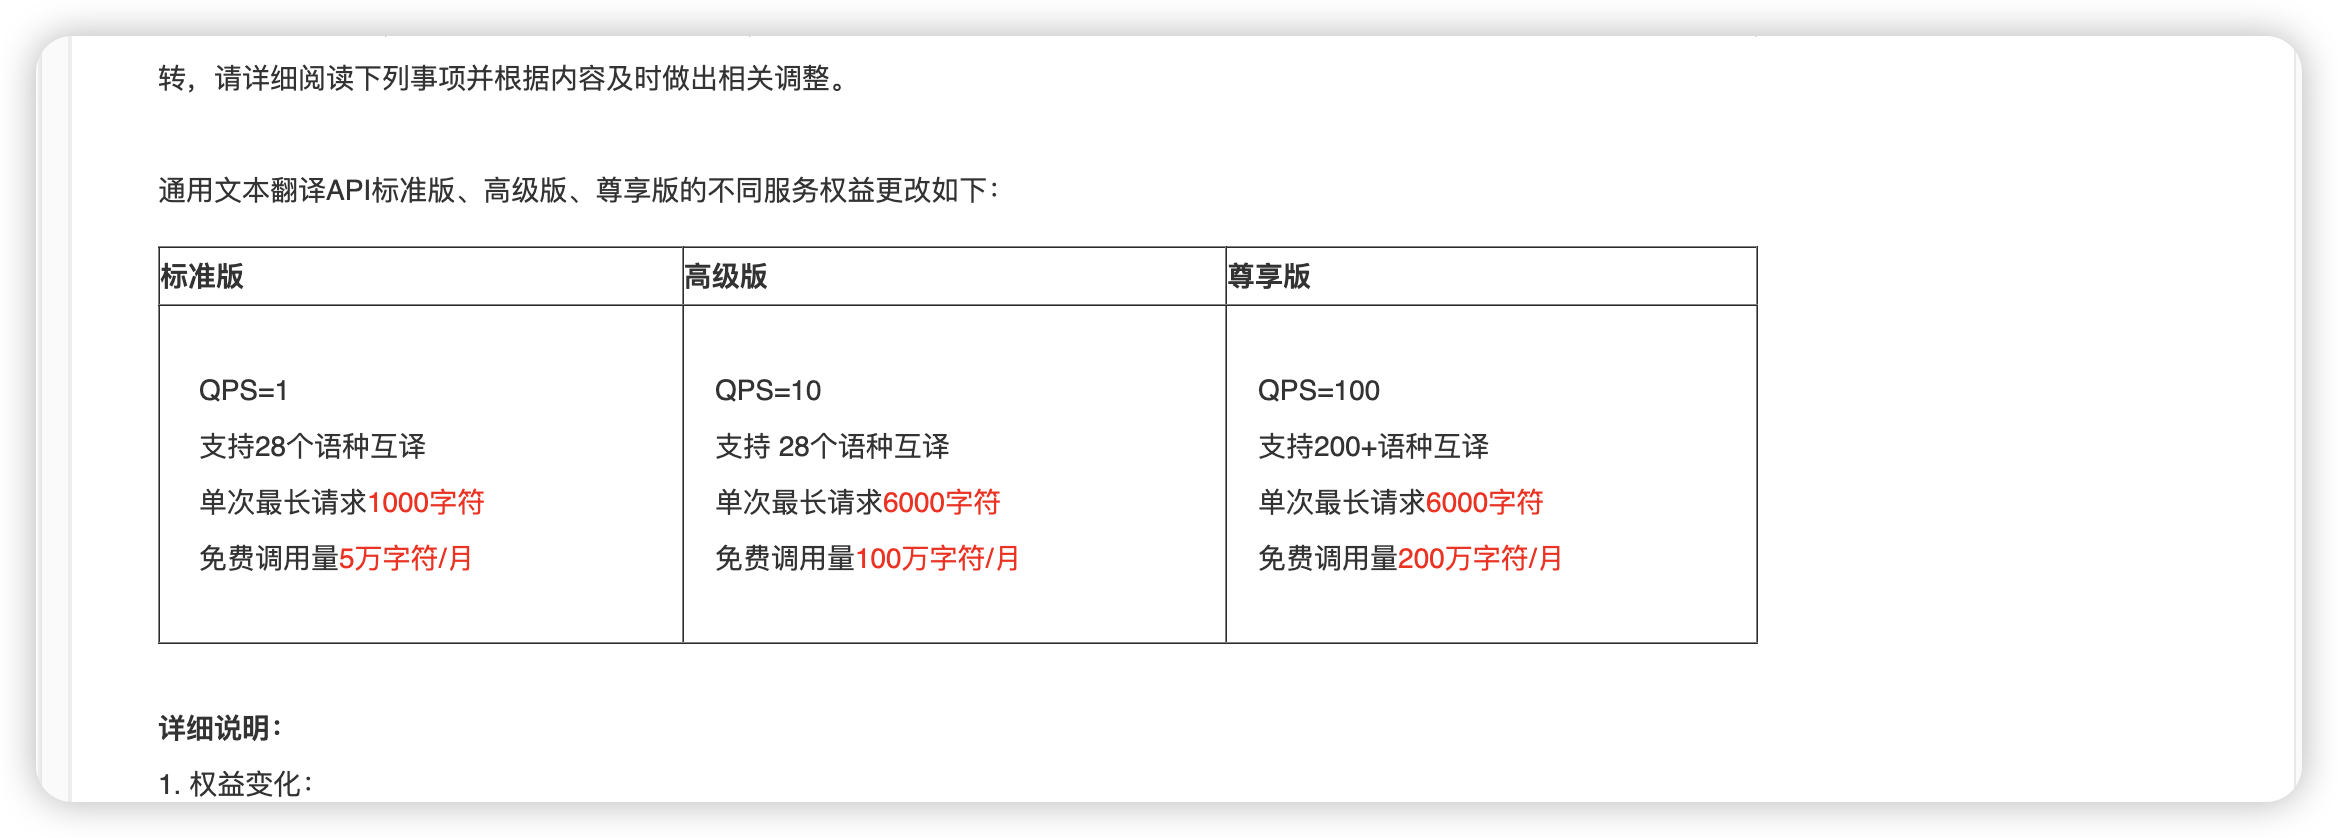 转，请详细阅读下列事项并根据内容及时做出相关调整。
通用文本翻译API标准版、高级版、尊享版的不同服务权益更改如下：
标准版
高级版
尊享版
QPS=1
支持28个语种互译
单次最长请求1000字符
免费调用量5万字符/月
QPS=10
支持 28个语种互译
单次最长请求6000字符
免费调用量100万字符/月
QPS=100
支持200+语种互译
单次最长请求6000字符
免费调用量200万字符/月
详细说明：
1. 权益变化：